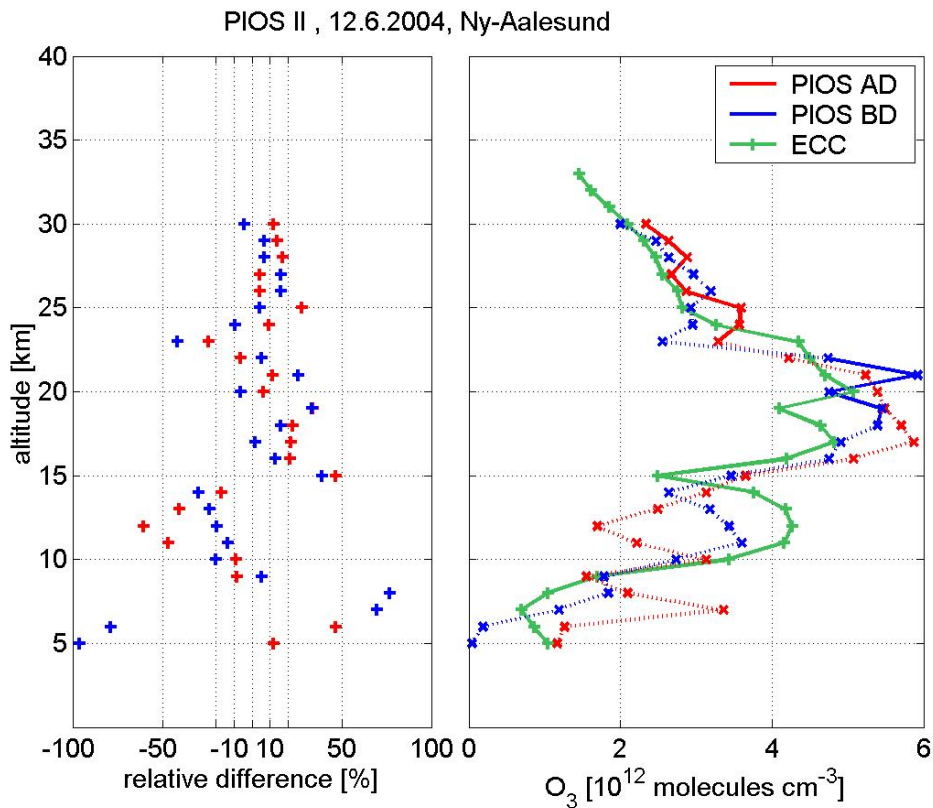 PIOS II , 12.6.2004, Ny-Aalesund
40
35
30
25
20
15
10
5
altitude [km]
-100 -50 -10 10 50 100
relative difference [%]
PIOS AD
PIOS BD
ECC
0 2 4 6
O₃ [10¹² molecules cm⁻³]